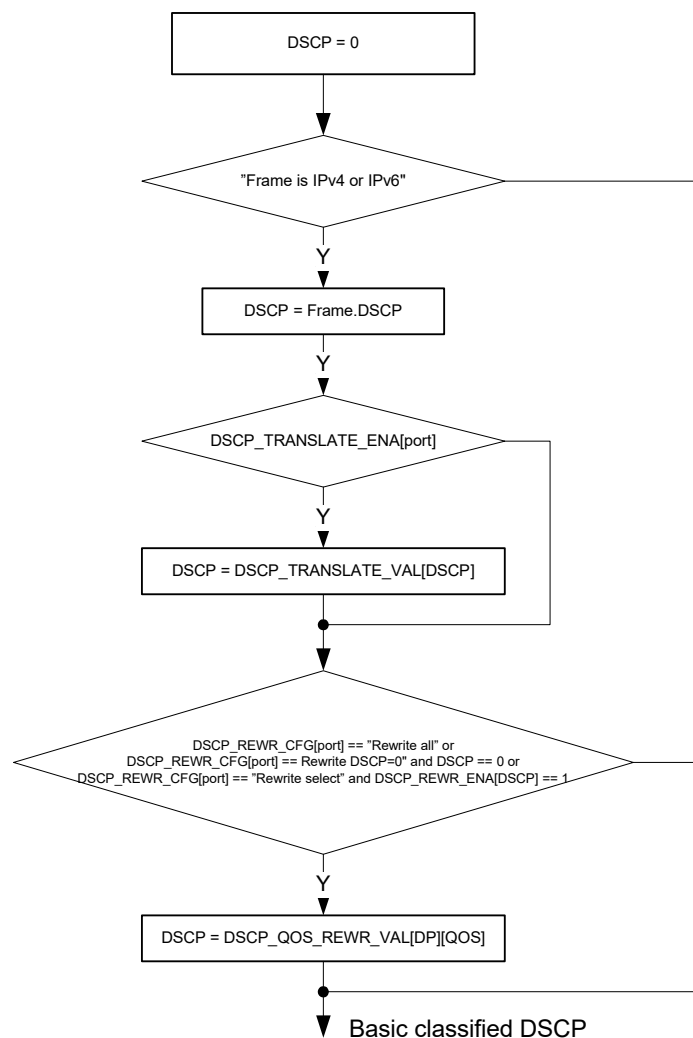 DSCP = 0
”Frame is IPv4 or IPv6"
Y
DSCP = Frame.DSCP
Y
DSCP_TRANSLATE_ENA[port]
Y
DSCP = DSCP_TRANSLATE_VAL[DSCP]
DSCP_REWR_CFG[port] == ”Rewrite all” or
DSCP_REWR_CFG[port] == Rewrite DSCP=0" and DSCP == 0 or
DSCP_REWR_CFG[port] == ”Rewrite select” and DSCP_REWR_ENA[DSCP] == 1
Y
DSCP = DSCP_QOS_REWR_VAL[DP][QOS]
Basic classified DSCP